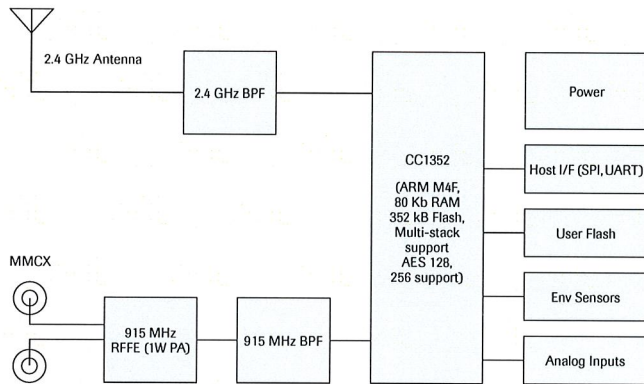 2.4 GHz Antenna
2.4 GHz BPF
Power
CC1352
(ARM M4F,
80 Kb RAM
352 kB Flash,
Multi-stack
support
AES 128,
256 support)
Host I/F (SPI, UART)
User Flash
Env Sensors
Analog Inputs
MMCX
915 MHz
RFFE (1W PA)
915 MHz BPF